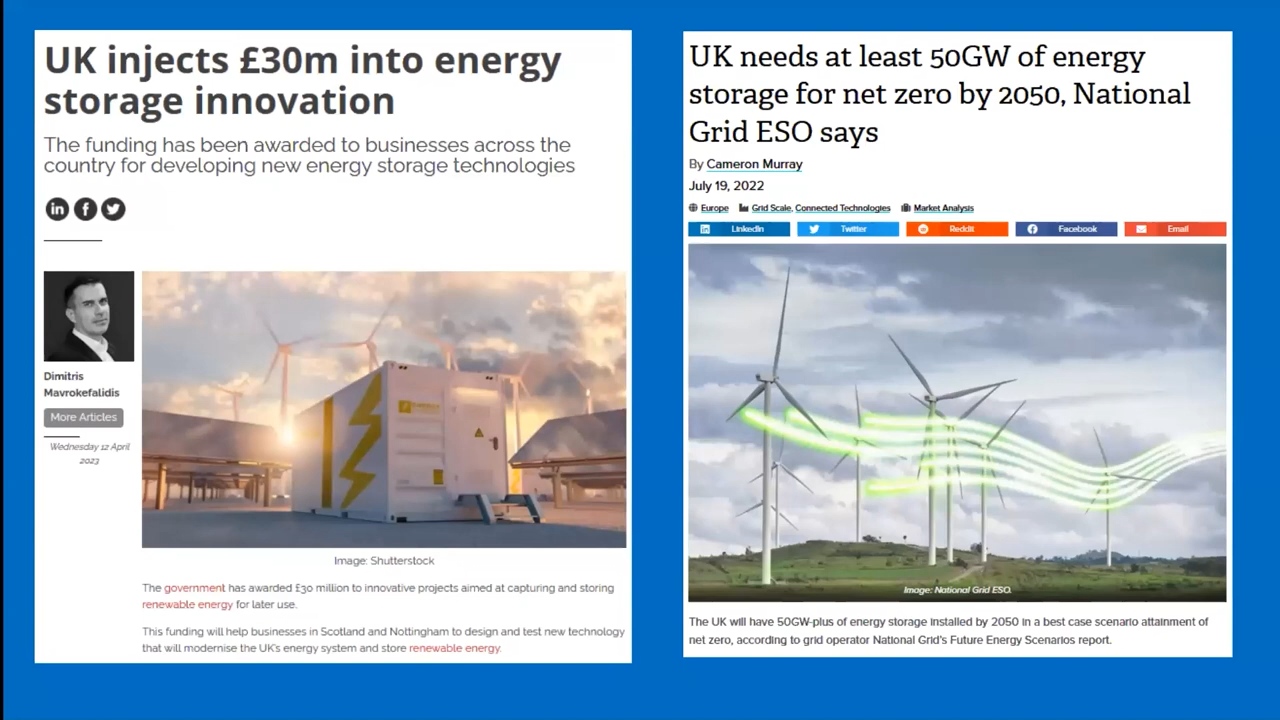 UK injects £30m into energy
storage innovation
The funding has been awarded to businesses across the
country for developing new energy storage technologies
Dimitris
Mavrokefalidis
More Articles
Wednesday 12 April
2023
Image: Shutterstock
The government has awarded £30 million to innovative projects aimed at capturing and storing
renewable energy for later use.
This funding will help businesses in Scotland and Nottingham to design and test new technology
that will modernise the UK's energy system and store renewable energy.
UK needs at least 50GW of energy
storage for net zero by 2050, National
Grid ESO says
By Cameron Murray
July 19, 2022
Europe Grid Scale, Connected Technologies Market Analysis
LinkedIn Twitter Reddit Facebook Email
Image: National Grid ESO.
The UK will have 50GW-plus of energy storage installed by 2050 in a best case scenario attainment of
net zero, according to grid operator National Grid's Future Energy Scenarios report.